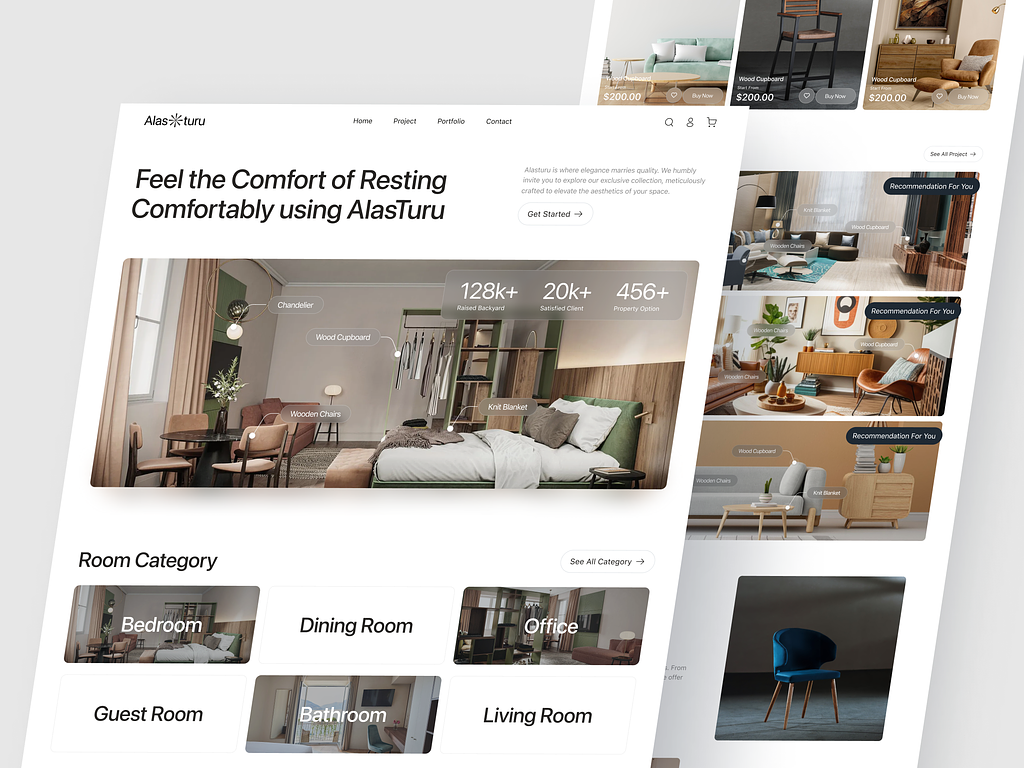 Alas turu
Home
Project
Portfolio
Contact
Feel the Comfort of Resting
Comfortably using AlasTuru
Alasturu is where elegance marries quality. We humbly
invite you to explore our exclusive collection, meticulously
crafted to elevate the aesthetics of your space.
Get Started →
Chandelier
Wood Cupboard
Wooden Chairs
Knit Blanket
128k+
Raised Backyard
20k+
Satisfied Client
456+
Property Option
Room Category
See All Category →
Bedroom
Dining Room
Office
Guest Room
Bathroom
Living Room
Wood Cupboard
Start From
$200.00
Buy Now
Wood Cupboard
Start From
$200.00
Buy Now
Wood Cupboard
Start From
$200.00
Buy Now
See All Project →
Recommendation For You
Knit Blanket
Wood Cupboard
Wooden Chairs
Recommendation For You
Wooden Chairs
Wood Cupboard
Wooden Chairs
Recommendation For You
Wood Cupboard
Wooden Chairs
Knit Blanket
s. From
offer